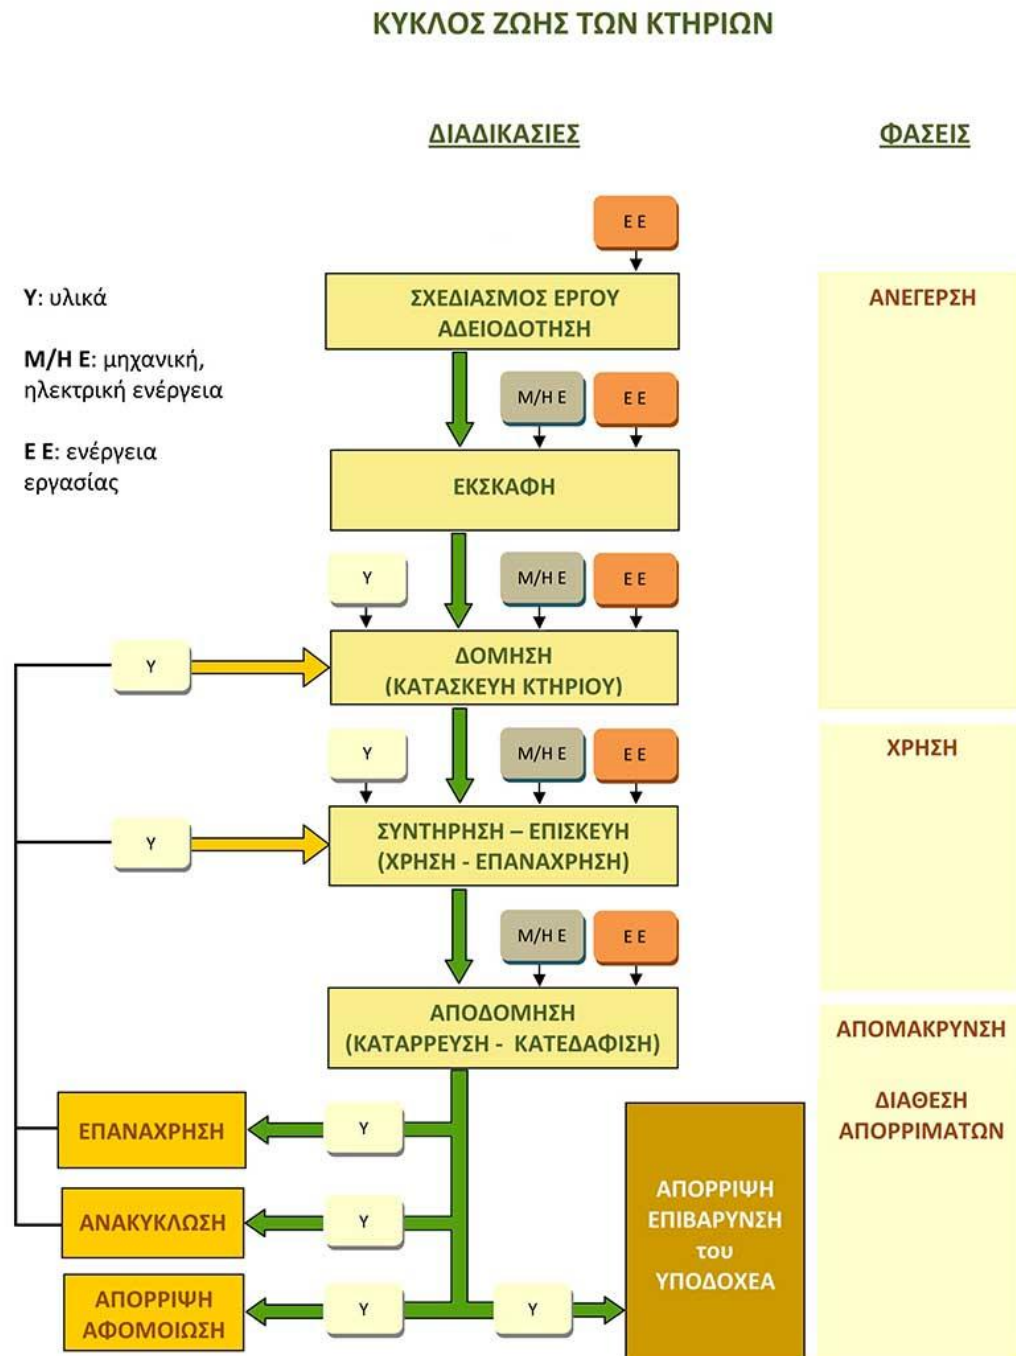 ΚΥΚΛΟΣ ΖΩΗΣ ΤΩΝ ΚΤΗΡΙΩΝ
ΔΙΑΔΙΚΑΣΙΕΣ
ΦΑΣΕΙΣ
Ε Ε
Υ: υλικά
Μ/Η Ε: μηχανική,
ηλεκτρική ενέργεια
Ε Ε: ενέργεια
εργασίας
ΣΧΕΔΙΑΣΜΟΣ ΕΡΓΟΥ
ΑΔΕΙΟΔΟΤΗΣΗ
ΑΝΕΓΕΡΣΗ
Μ/Η Ε
Ε Ε
ΕΚΣΚΑΦΗ
Υ
Μ/Η Ε
Ε Ε
Υ
ΔΟΜΗΣΗ
(ΚΑΤΑΣΚΕΥΗ ΚΤΗΡΙΟΥ)
Υ
Μ/Η Ε
Ε Ε
ΧΡΗΣΗ
Υ
ΣΥΝΤΗΡΗΣΗ – ΕΠΙΣΚΕΥΗ
(ΧΡΗΣΗ - ΕΠΑΝΑΧΡΗΣΗ)
Μ/Η Ε
Ε Ε
ΑΠΟΔΟΜΗΣΗ
(ΚΑΤΑΡΡΕΥΣΗ - ΚΑΤΕΔΑΦΙΣΗ)
ΑΠΟΜΑΚΡΥΝΣΗ
ΔΙΑΘΕΣΗ
ΑΠΟΡΡΙΜΑΤΩΝ
ΕΠΑΝΑΧΡΗΣΗ
Υ
ΑΝΑΚΥΚΛΩΣΗ
Υ
ΑΠΟΡΡΙΨΗ
ΑΦΟΜΟΙΩΣΗ
Υ
Υ
ΑΠΟΡΡΙΨΗ
ΕΠΙΒΑΡΥΝΣΗ
του
ΥΠΟΔΟΧΕΑ